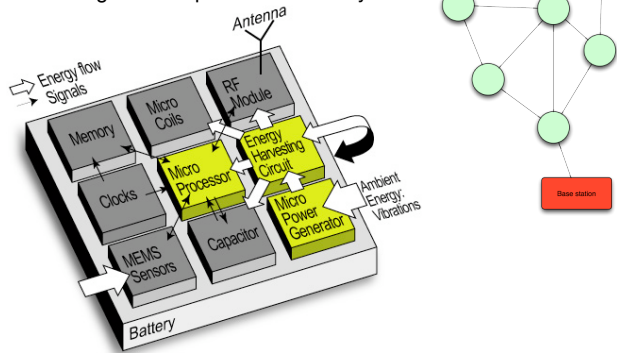 Antenna
Energy flow
Signals
Memory
Micro
Coils
RF
Module
Clocks
Micro
Processor
Energy
Harvesting
Circuit
MEMS
Sensors
Capacitor
Micro
Power
Generator
Ambient
Energy:
Vibrations
Battery
Base station